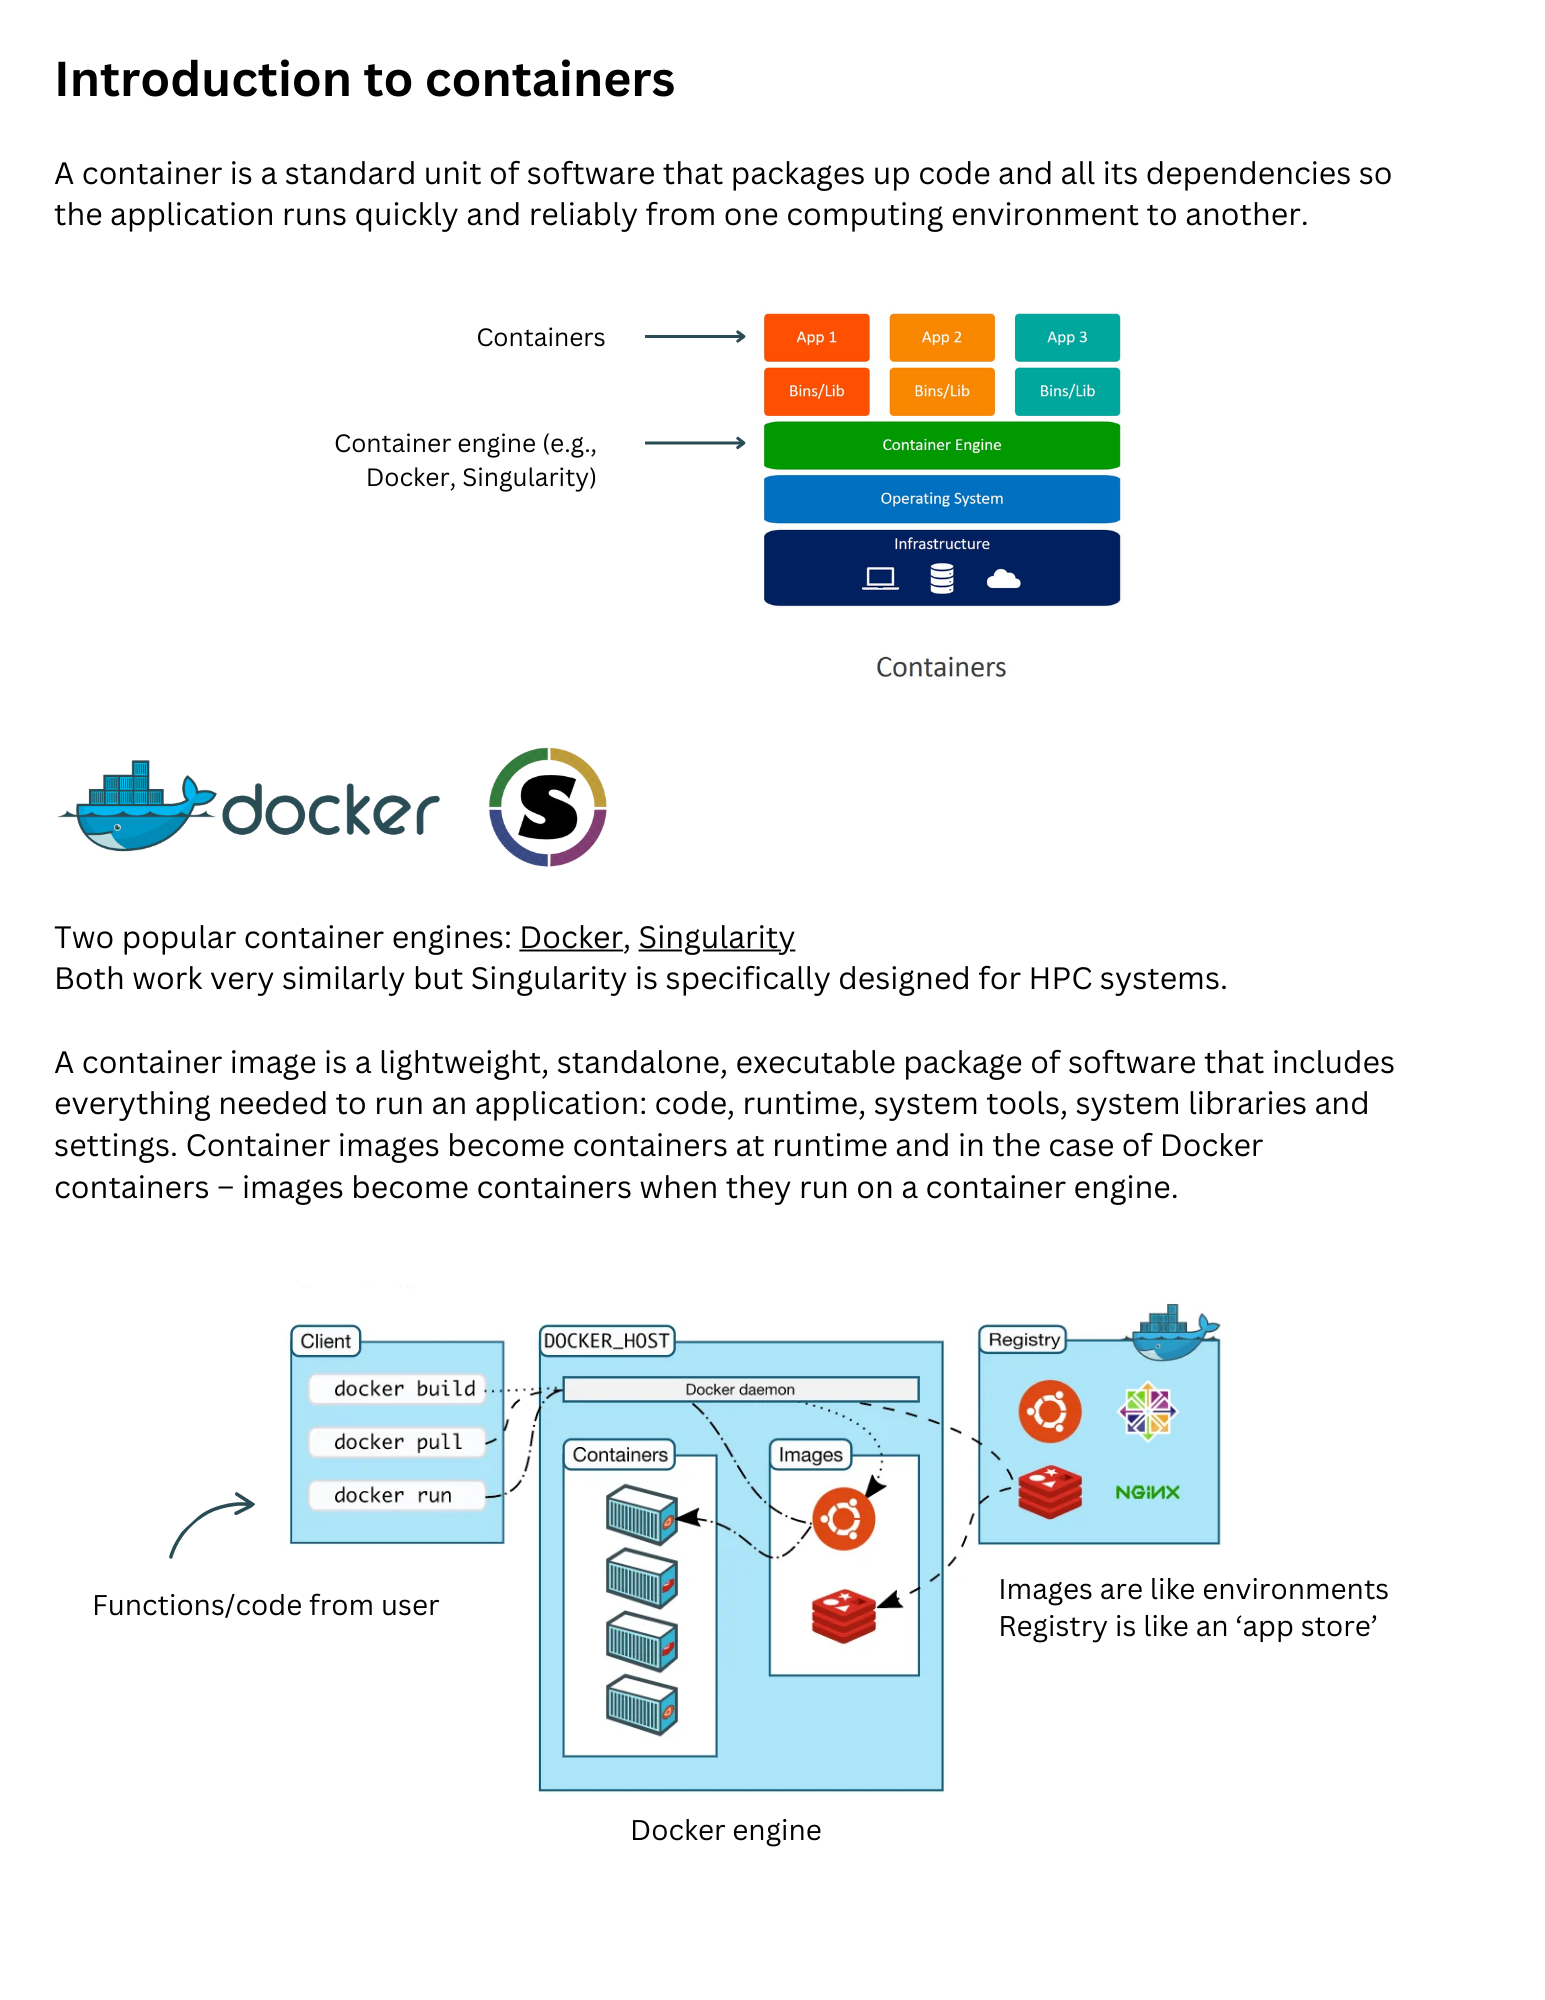 Introduction to containers
A container is a standard unit of software that packages up code and all its dependencies so
the application runs quickly and reliably from one computing environment to another.
Containers
App 1
App 2
App 3
Bins/Lib
Bins/Lib
Bins/Lib
Container engine (e.g.,
Docker, Singularity)
Container Engine
Operating System
Infrastructure
Containers
docker
S
Two popular container engines: Docker, Singularity
Both work very similarly but Singularity is specifically designed for HPC systems.
A container image is a lightweight, standalone, executable package of software that includes
everything needed to run an application: code, runtime, system tools, system libraries and
settings. Container images become containers at runtime and in the case of Docker
containers – images become containers when they run on a container engine.
Client
docker build
docker pull
docker run
Functions/code from user
DOCKER_HOST
Docker daemon
Containers
Images
Docker engine
Registry
NGiNX
Images are like environments
Registry is like an ‘app store’